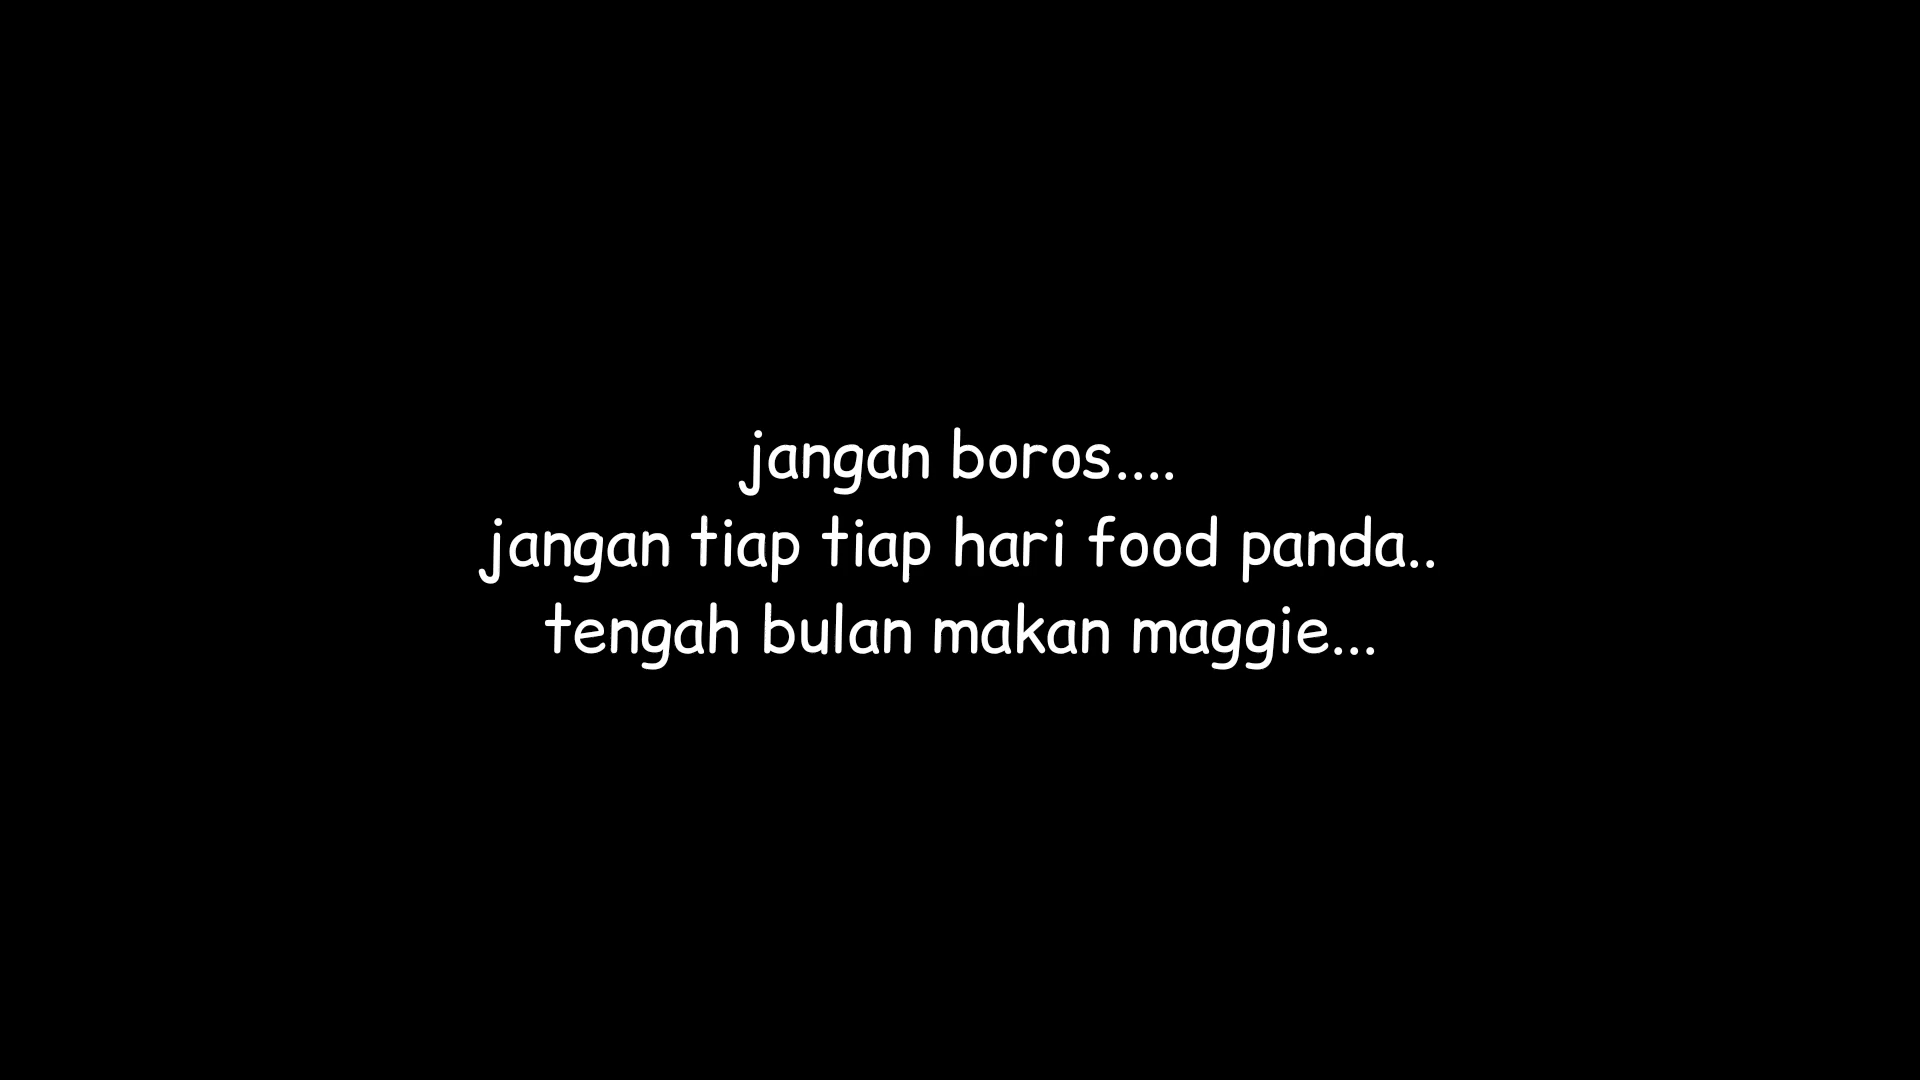 jangan boros....
jangan tiap tiap hari food panda..
tengah bulan makan maggie...